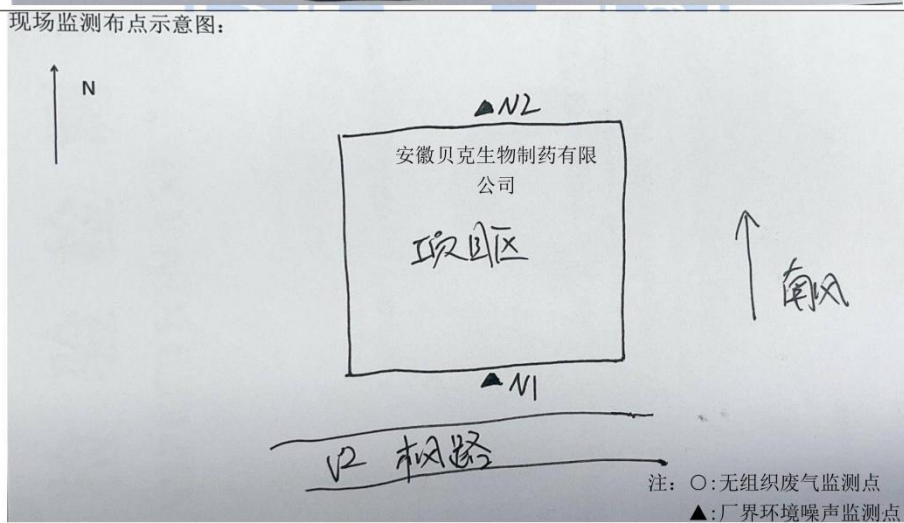 现场监测布点示意图:
N
▲N2
安徽贝克生物制药有限
公司
项目区
南风
▲N1
枫路
注: ○:无组织废气监测点
▲:厂界环境噪声监测点